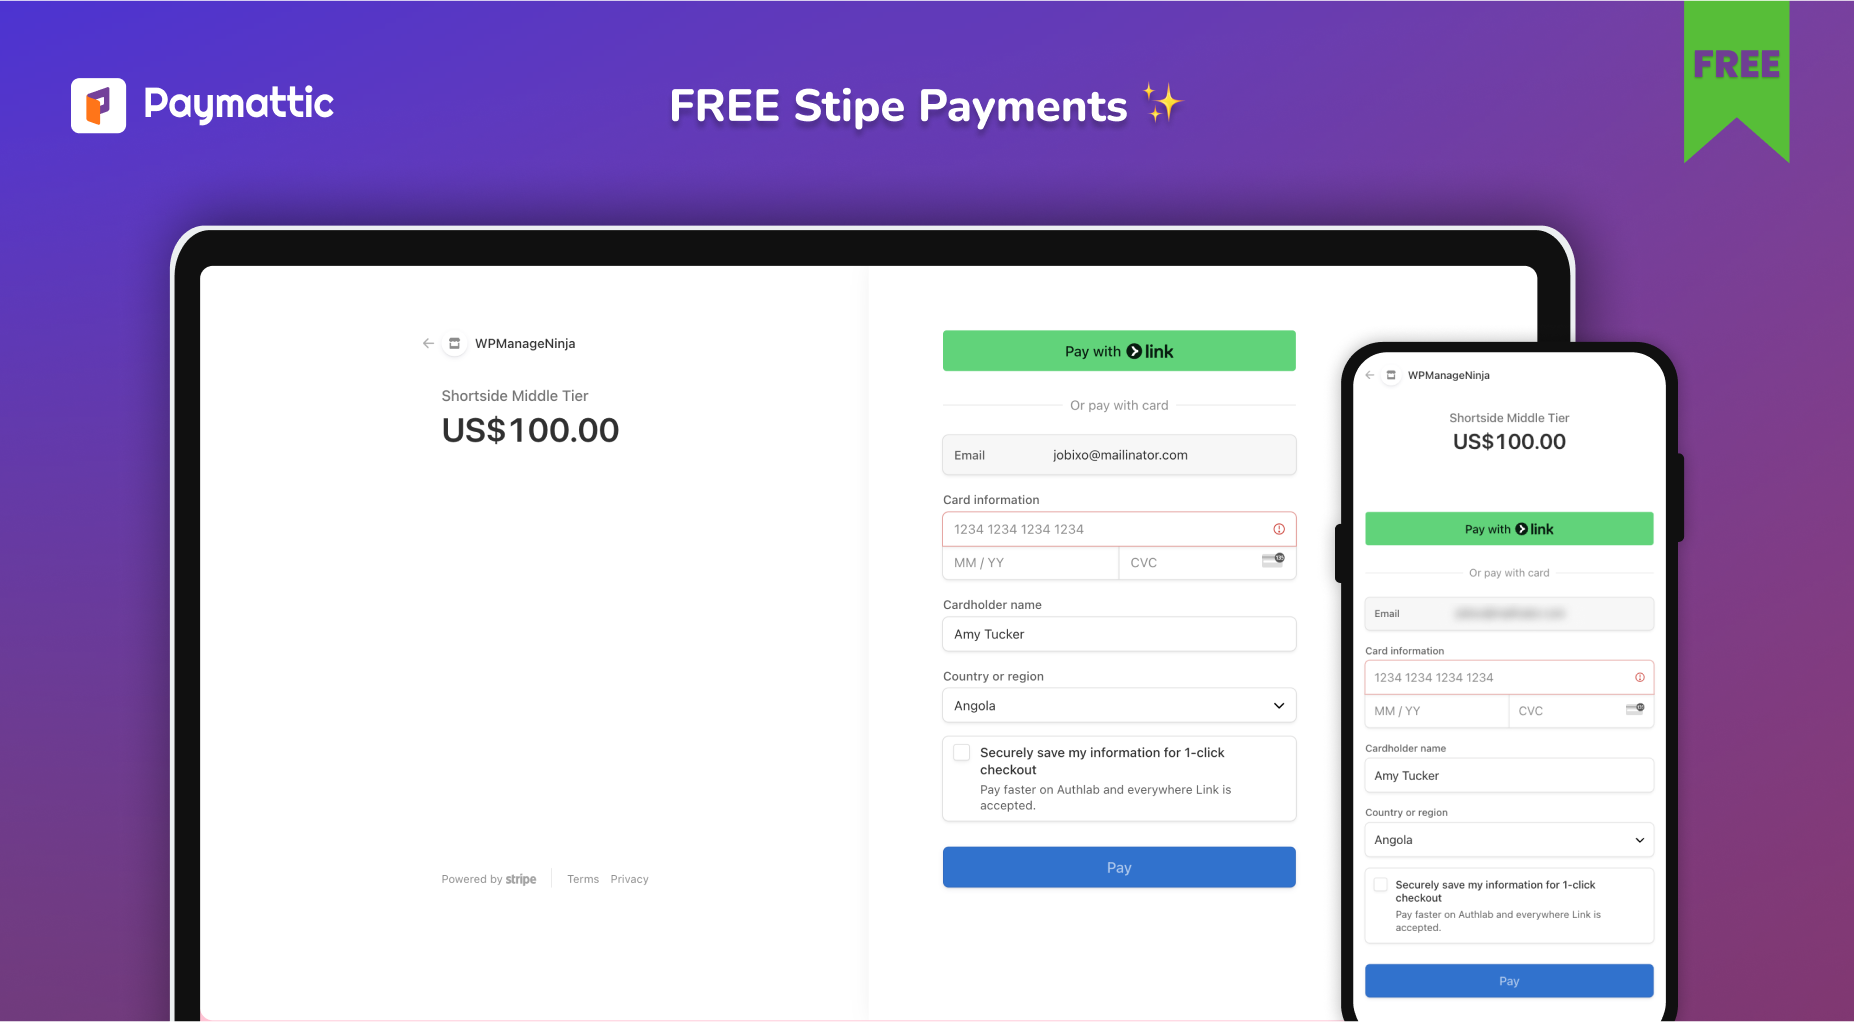 Paymattic
FREE Stipe Payments ✨
FREE
WPManageNinja
Shortside Middle Tier
US$100.00
Powered by stripe
Terms Privacy
Pay with link
Or pay with card
Email jobixo@mailinator.com
Card information
1234 1234 1234 1234
MM / YY CVC
Cardholder name
Amy Tucker
Country or region
Angola
Securely save my information for 1-click
checkout
Pay faster on Authlab and everywhere Link is
accepted.
Pay
WPManageNinja
Shortside Middle Tier
US$100.00
Pay with link
Or pay with card
Email
Card information
1234 1234 1234 1234
MM / YY CVC
Cardholder name
Amy Tucker
Country or region
Angola
Securely save my information for 1-click
checkout
Pay faster on Authlab and everywhere Link is
accepted.
Pay